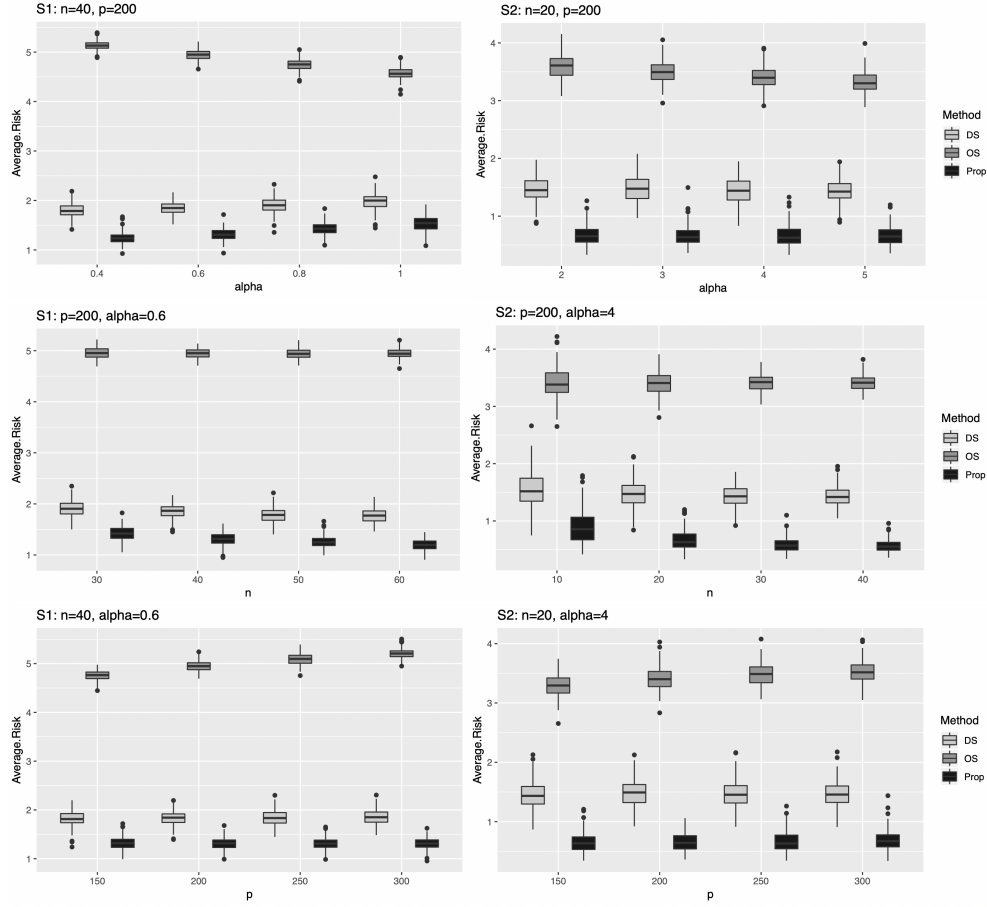 S1: n=40, p=200
Average.Risk
5
4
3
2
1
0.4 0.6 0.8 1
alpha
S2: n=20, p=200
Average.Risk
4
3
2
1
2 3 4 5
alpha
Method
DS
OS
Prop
S1: p=200, alpha=0.6
Average.Risk
5
4
3
2
1
30 40 50 60
n
S2: p=200, alpha=4
Average.Risk
4
3
2
1
10 20 30 40
n
Method
DS
OS
Prop
S1: n=40, alpha=0.6
Average.Risk
5
4
3
2
1
150 200 250 300
p
S2: n=20, alpha=4
Average.Risk
4
3
2
1
150 200 250 300
p
Method
DS
OS
Prop